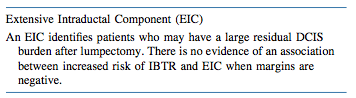 Extensive Intraductal Component (EIC)
An EIC identifies patients who may have a large residual DCIS
burden after lumpectomy. There is no evidence of an association
between increased risk of IBTR and EIC when margins are
negative.